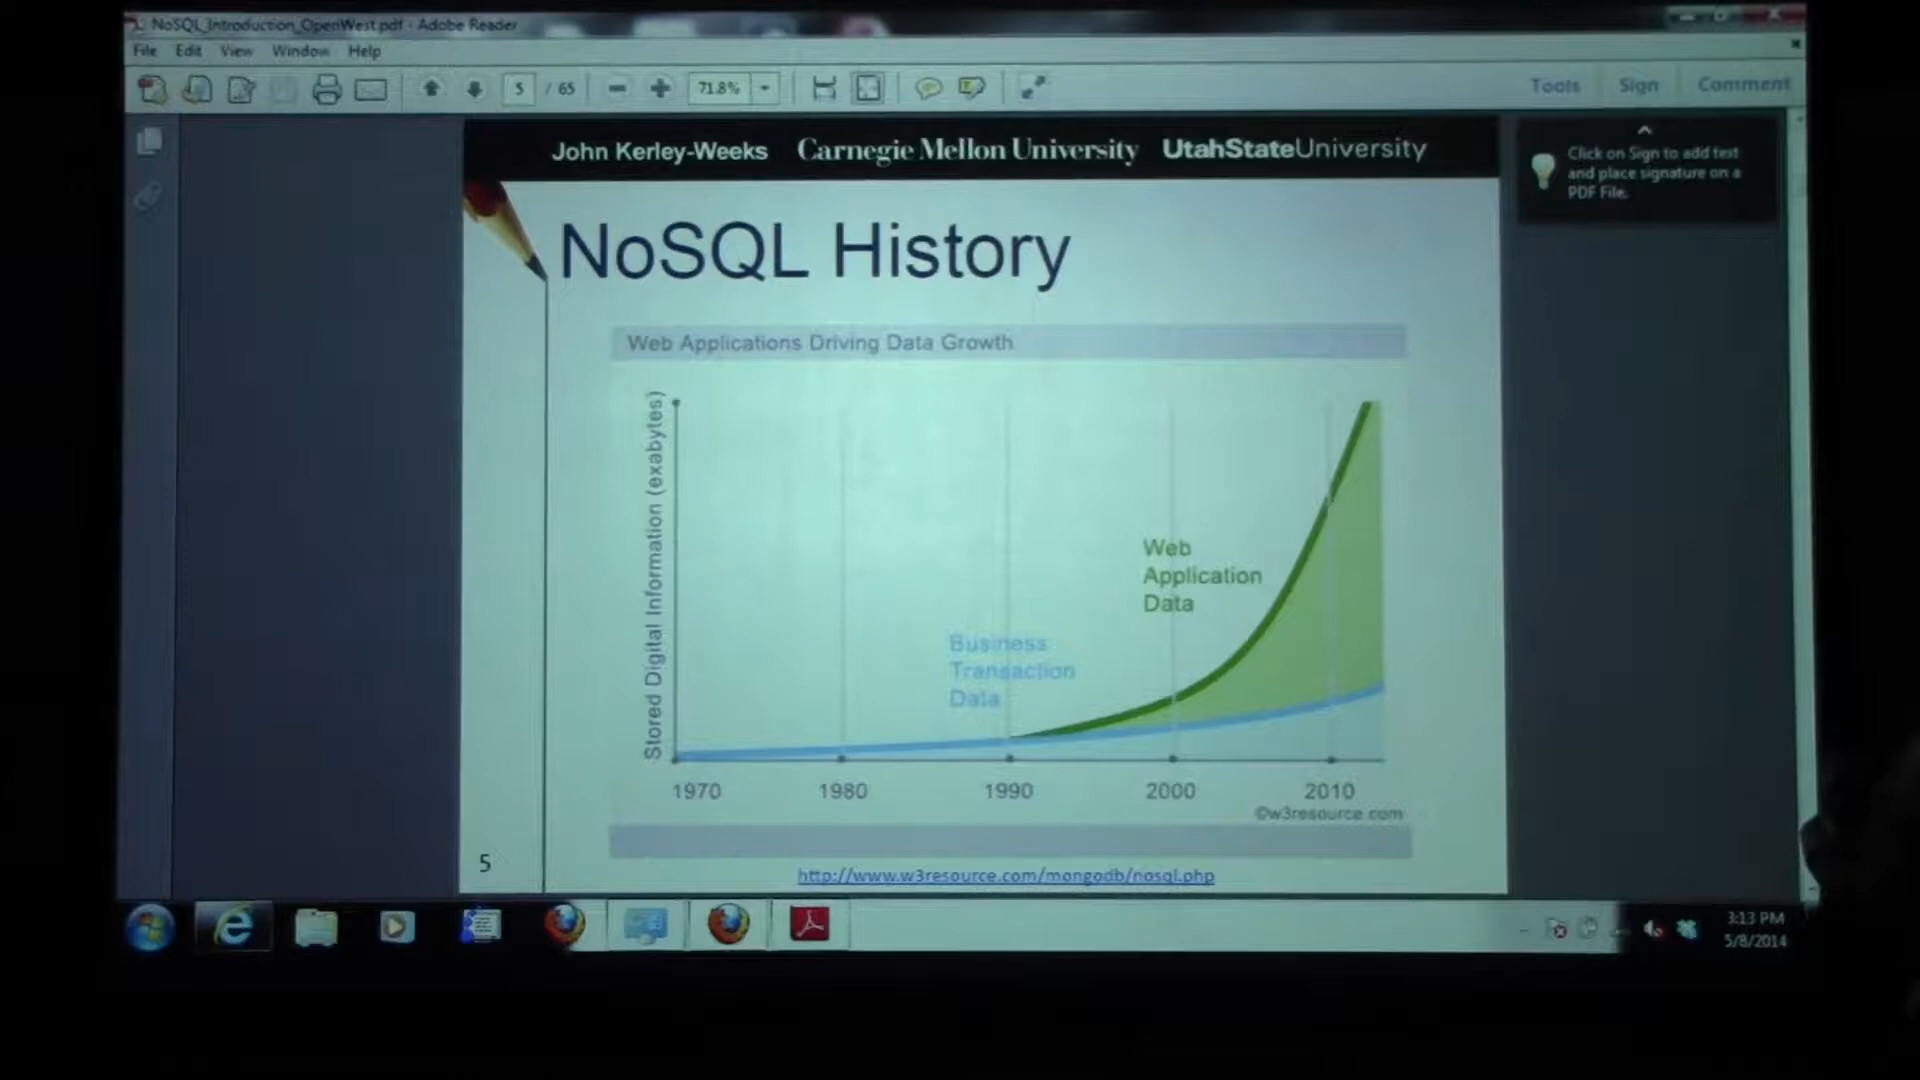 NoSQL_Introduction_OpenWest.pdf - Adobe Reader
File Edit View Window Help
5 / 65 71.8% Tools Sign Comment
John Kerley-Weeks Carnegie Mellon University UtahStateUniversity
Click on Sign to add text
and place signature on a
PDF File.
NoSQL History
Web Applications Driving Data Growth
Stored Digital Information (exabytes)
Web
Application
Data
Business
Transaction
Data
1970 1980 1990 2000 2010
©w3resource.com
5
http://www.w3resource.com/mongodb/nosql.php
3:13 PM
5/8/2014